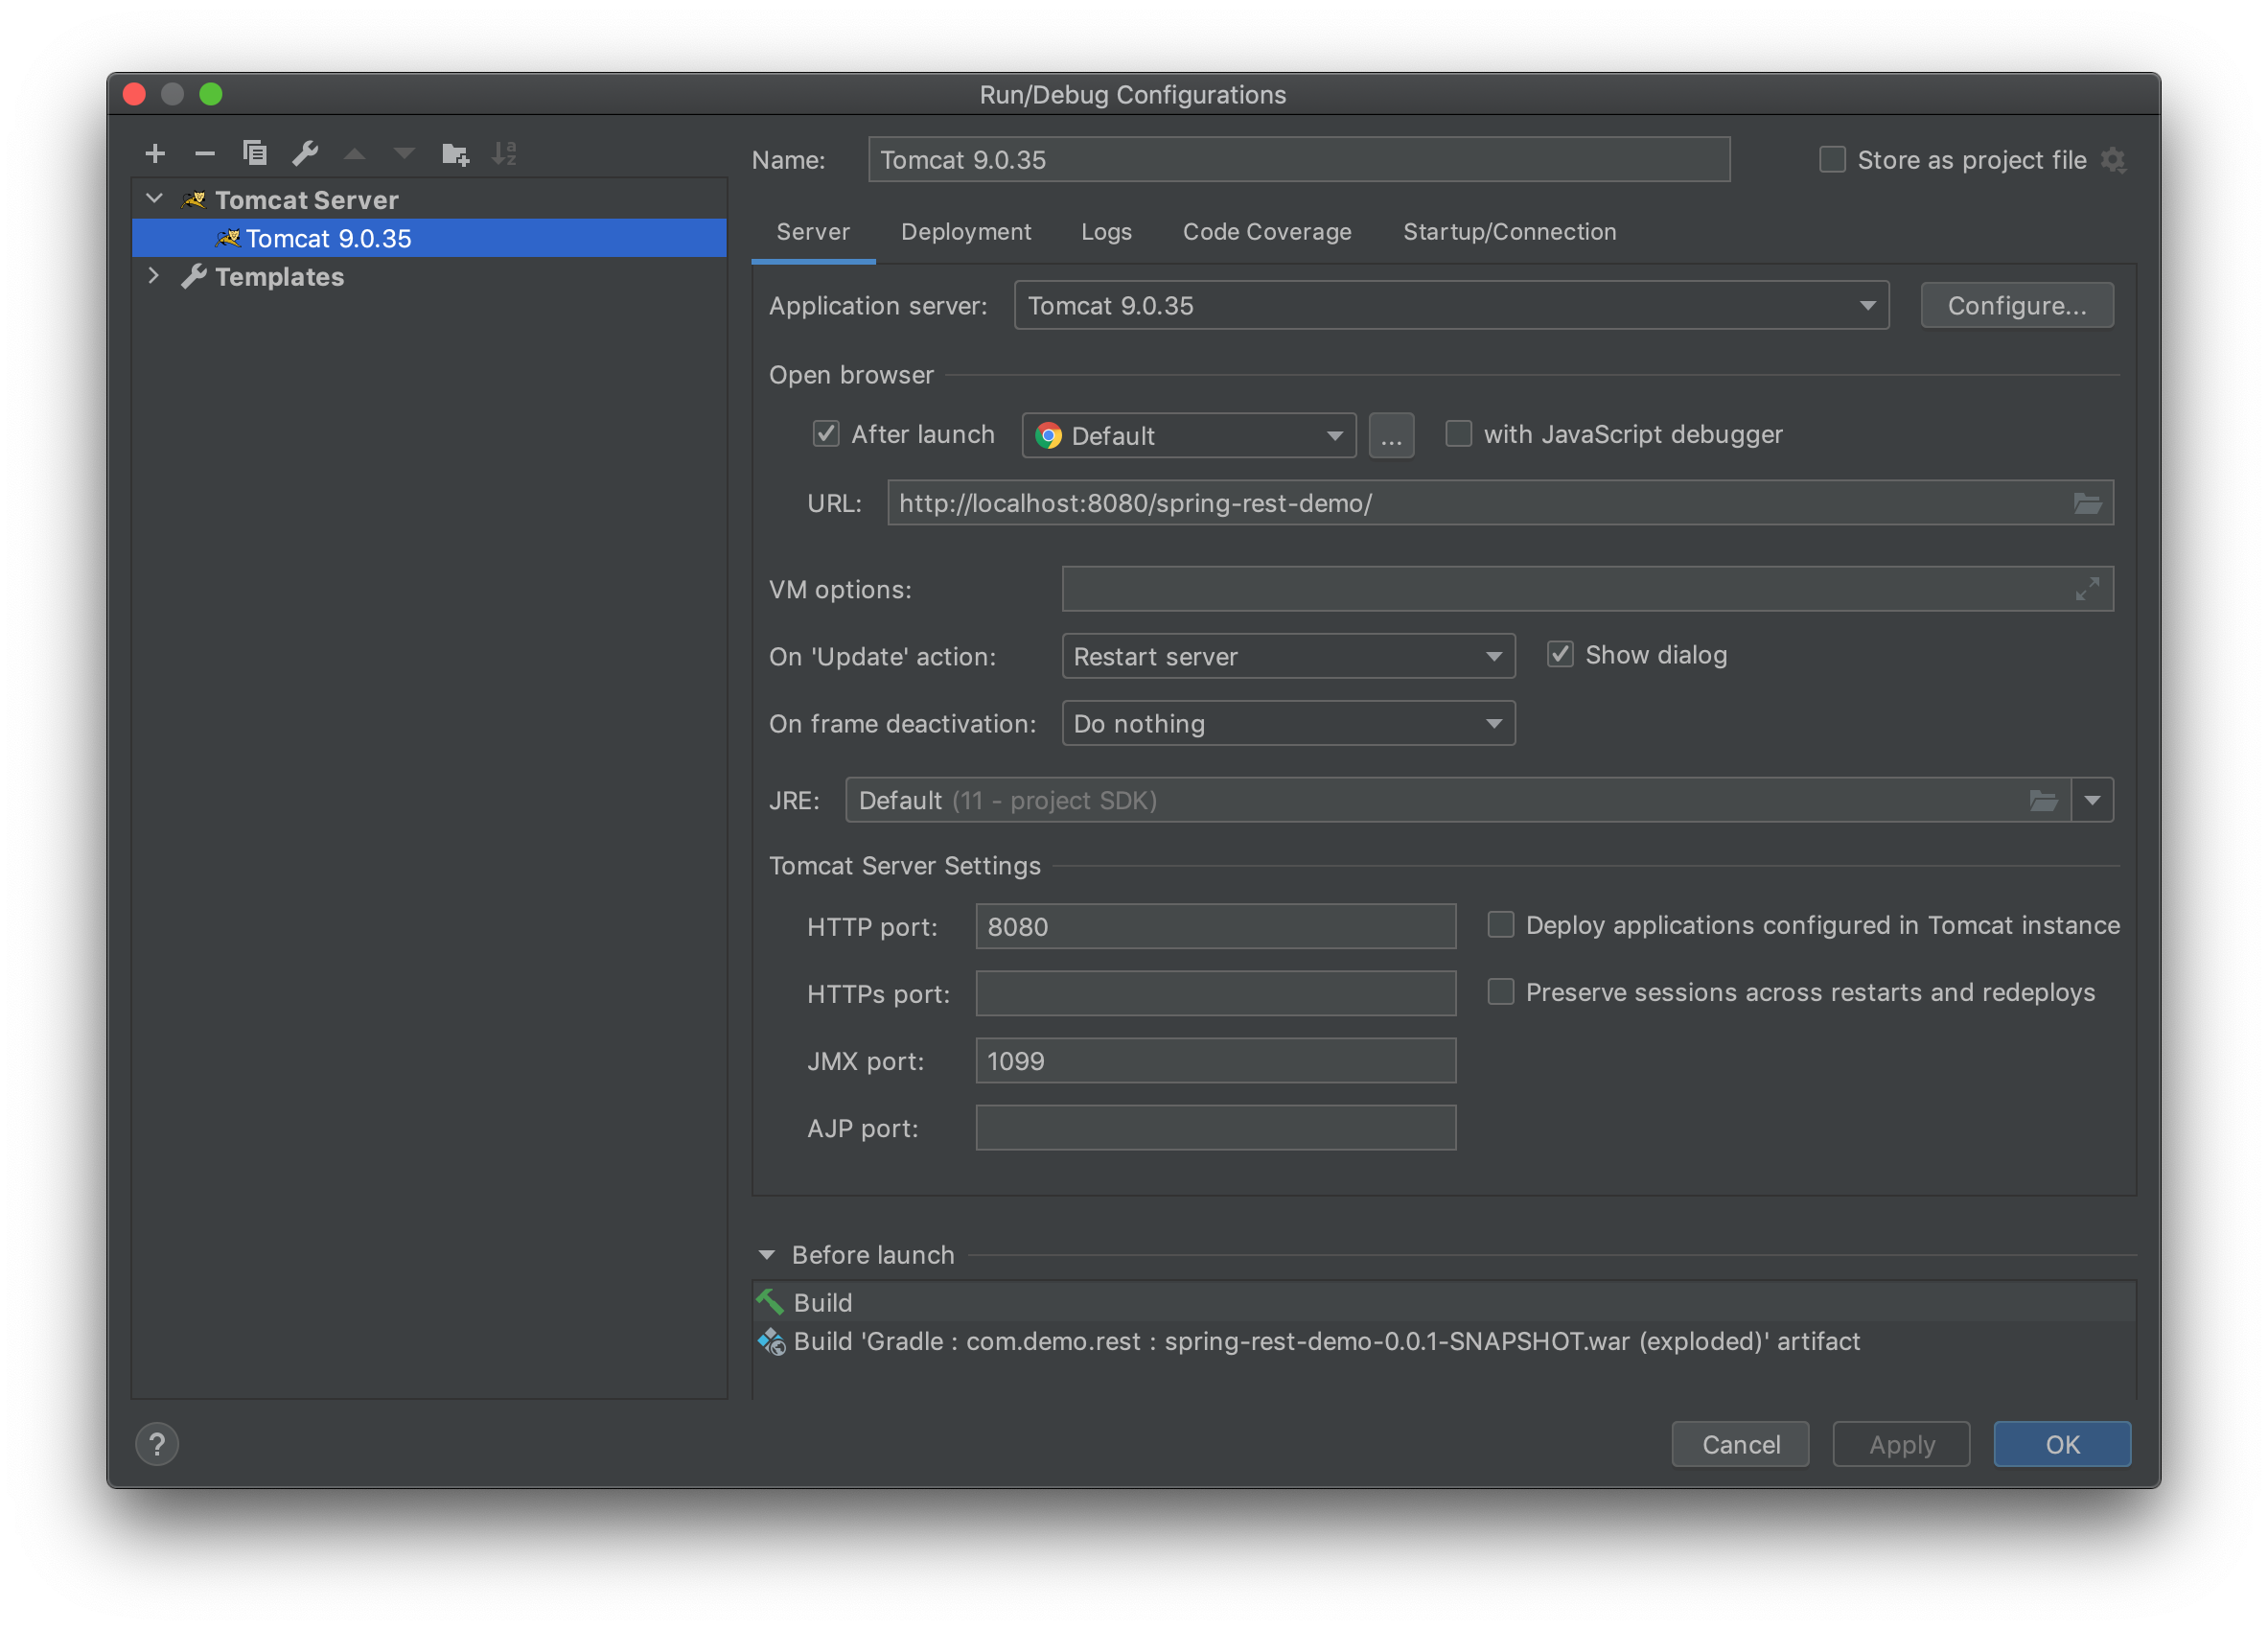 Run/Debug Configurations
Tomcat Server
Tomcat 9.0.35
Templates
Name: Tomcat 9.0.35 Store as project file
Server Deployment Logs Code Coverage Startup/Connection
Application server: Tomcat 9.0.35 Configure...
Open browser
After launch Default ... with JavaScript debugger
URL: http://localhost:8080/spring-rest-demo/
VM options:
On 'Update' action: Restart server Show dialog
On frame deactivation: Do nothing
JRE: Default (11 - project SDK)
Tomcat Server Settings
HTTP port: 8080 Deploy applications configured in Tomcat instance
HTTPs port: Preserve sessions across restarts and redeploys
JMX port: 1099
AJP port:
Before launch
Build
Build 'Gradle : com.demo.rest : spring-rest-demo-0.0.1-SNAPSHOT.war (exploded)' artifact
? Cancel Apply OK